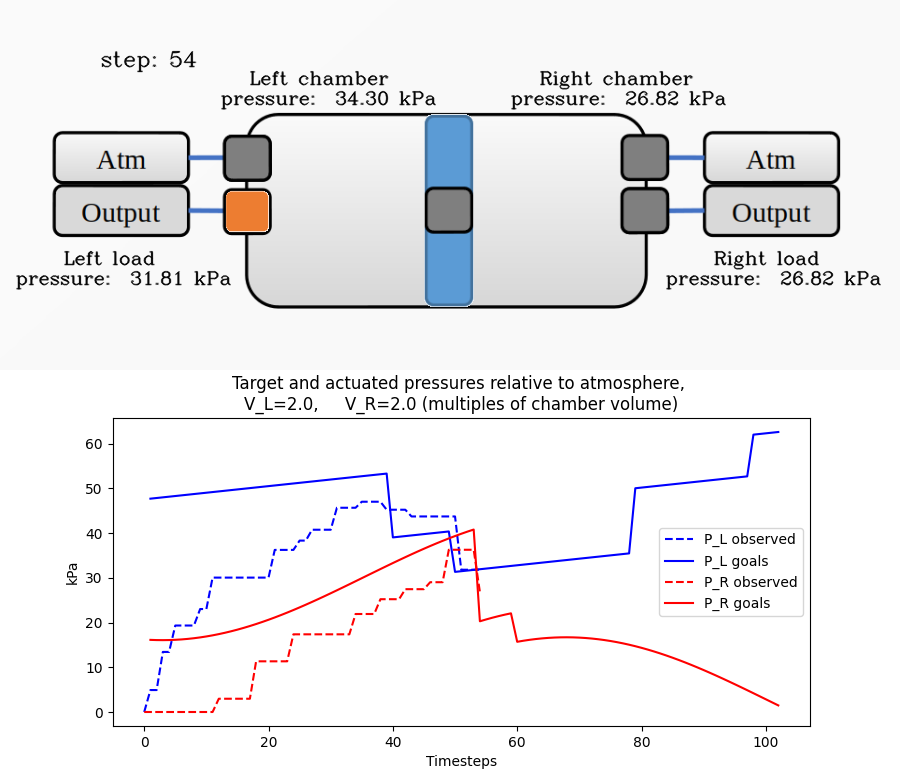 step: 54
Left chamber
pressure: 34.30 kPa
Right chamber
pressure: 26.82 kPa
Atm
Output
Atm
Output
Left load
pressure: 31.81 kPa
Right load
pressure: 26.82 kPa
Target and actuated pressures relative to atmosphere,
V_L=2.0, V_R=2.0 (multiples of chamber volume)
kPa
60
50
40
30
20
10
0
P_L observed
P_L goals
P_R observed
P_R goals
0 20 40 60 80 100
Timesteps